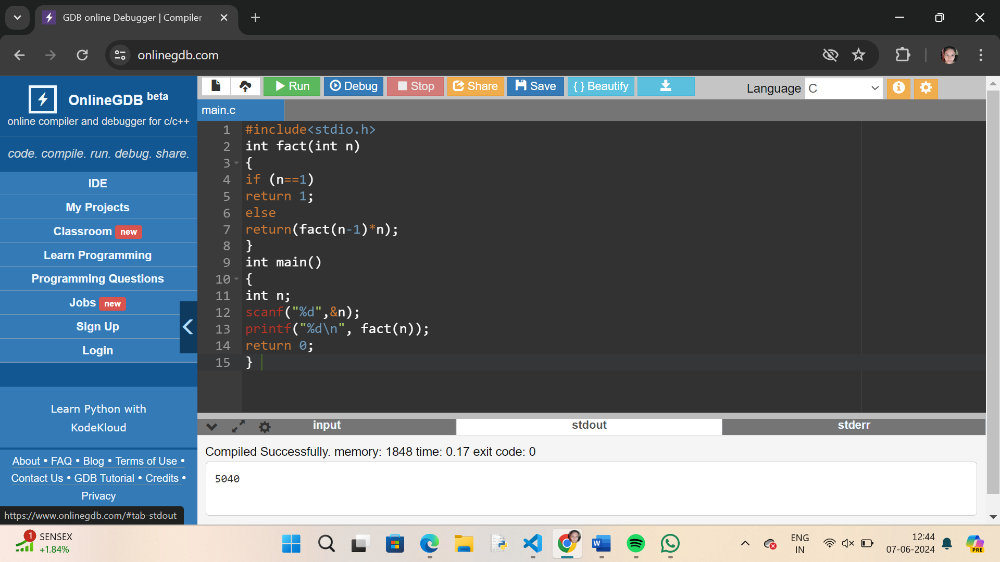 GDB online Debugger | Compiler -
onlinegdb.com
OnlineGDB beta
online compiler and debugger for c/c++
code. compile. run. debug. share.
IDE
My Projects
Classroom new
Learn Programming
Programming Questions
Jobs new
Sign Up
Login
Learn Python with
KodeKloud
About • FAQ • Blog • Terms of Use •
Contact Us • GDB Tutorial • Credits •
Privacy
https://www.onlinegdb.com/#tab-stdout
Run Debug Stop Share Save { } Beautify
Language C
main.c
1 #include<stdio.h>
2 int fact(int n)
3 {
4 if (n==1)
5 return 1;
6 else
7 return(fact(n-1)*n);
8 }
9 int main()
10 {
11 int n;
12 scanf("%d",&n);
13 printf("%d\n", fact(n));
14 return 0;
15 }
input stdout stderr
Compiled Successfully. memory: 1848 time: 0.17 exit code: 0
5040
1 SENSEX
+1.84%
W
ENG
IN
12:44
07-06-2024
PRE